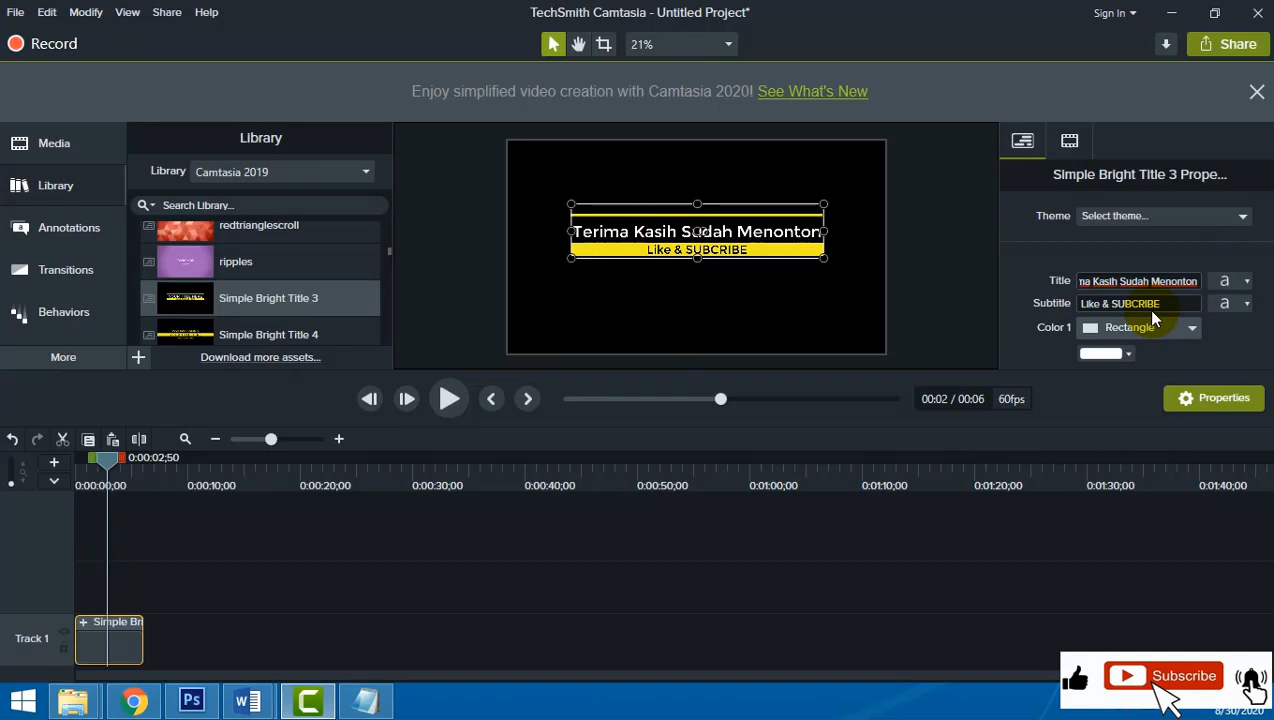 File Edit Modify View Share Help TechSmith Camtasia - Untitled Project* Sign In
Record 21% Share
Enjoy simplified video creation with Camtasia 2020! See What's New
Media
Library
Annotations
Transitions
Behaviors
More
Library
Library Camtasia 2019
Search Library...
redtrianglescroll
ripples
Simple Bright Title 3
Simple Bright Title 4
Download more assets...
Terima Kasih Sudah Menonton
Like & SUBCRIBE
Simple Bright Title 3 Prope...
Theme Select theme...
Title na Kasih Sudah Menonton a
Subtitle Like & SUBCRIBE a
Color 1 Rectangle
00:02 / 00:06 60fps
Properties
0:00:02;50
0:00:00;00 0:00:10;00 0:00:20;00 0:00:30;00 0:00:40;00 0:00:50;00 0:01:00;00 0:01:10;00 0:01:20;00 0:01:30;00 0:01:40;00
Simple Bri
Track 1
Ps
W
C
Subscribe
8/30/2020